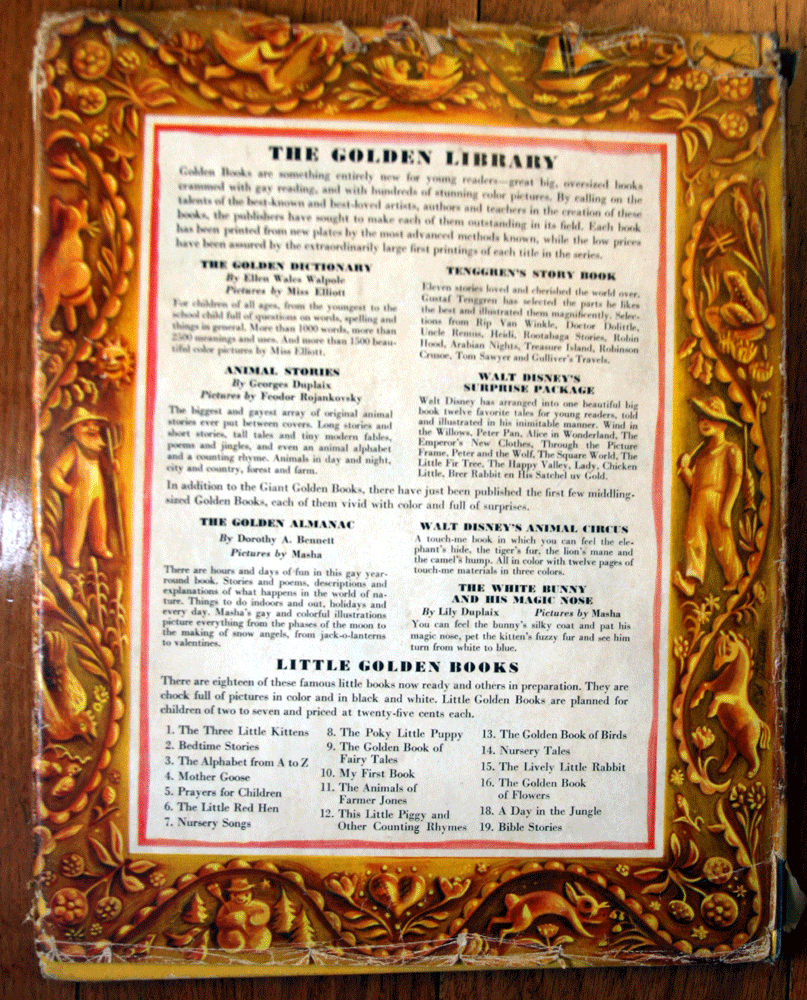 THE GOLDEN LIBRARY
Golden Books are something entirely new for young readers—great big, oversized books
crammed with gay reading, and with hundreds of stunning color pictures. By calling on the
talents of the best-known and best-loved artists, authors and teachers in the creation of these
books, the publishers have sought to make each of them outstanding in its field. Each book
has been printed from new plates by the most advanced methods known, while the low prices
have been assured by the extraordinarily large first printings of each title in the series.
THE GOLDEN DICTIONARY
By Ellen Wales Walpole
Pictures by Miss Elliott
For children of all ages, from the youngest to the
school child full of questions on words, spelling and
things in general. More than 1000 words, more than
2500 meanings and uses. And more than 1500 beau-
tiful color pictures by Miss Elliott.
ANIMAL STORIES
By Georges Duplaix
Pictures by Feodor Rojankovsky
The biggest and gayest array of original animal
stories ever put between covers. Long stories and
short stories, tall tales and tiny modern fables,
poems and jingles, and even an animal alphabet
and a counting rhyme. Animals in day and night,
city and country, forest and farm.
TENGGREN'S STORY BOOK
Eleven stories loved and cherished the world over.
Gustaf Tenggren has selected the parts he likes
the best and illustrated them magnificently. Selec-
tions from Rip Van Winkle, Doctor Dolittle,
Uncle Remus, Heidi, Rootabaga Stories, Robin
Hood, Arabian Nights, Treasure Island, Robinson
Crusoe, Tom Sawyer and Gulliver's Travels.
WALT DISNEY'S
SURPRISE PACKAGE
Walt Disney has arranged into one beautiful big
book twelve favorite tales for young readers, told
and illustrated in his inimitable manner. Wind in
the Willows, Peter Pan, Alice in Wonderland, The
Emperor's New Clothes, Through the Picture
Frame, Peter and the Wolf, The Square World, The
Little Fir Tree, The Happy Valley, Lady, Chicken
Little, Brer Rabbit en His Satchel uv Gold.
In addition to the Giant Golden Books, there have just been published the first few middling-
sized Golden Books, each of them vivid with color and full of surprises.
THE GOLDEN ALMANAC
By Dorothy A. Bennett
Pictures by Masha
There are hours and days of fun in this gay year-
round book. Stories and poems, descriptions and
explanations of what happens in the world of na-
ture. Things to do indoors and out, holidays and
every day. Masha's gay and colorful illustrations
picture everything from the phases of the moon to
the making of snow angels, from jack-o-lanterns
to valentines.
WALT DISNEY'S ANIMAL CIRCUS
A touch-me book in which you can feel the ele-
phant's hide, the tiger's fur, the lion's mane and
the camel's hump. All in color with twelve pages of
touch-me materials in three colors.
THE WHITE BUNNY
AND HIS MAGIC NOSE
By Lily Duplaix Pictures by Masha
You can feel the bunny's silky coat and pat his
magic nose, pet the kitten's fuzzy fur and see him
turn from white to blue.
LITTLE GOLDEN BOOKS
There are eighteen of these famous little books now ready and others in preparation. They are
chock full of pictures in color and in black and white. Little Golden Books are planned for
children of two to seven and priced at twenty-five cents each.
1. The Three Little Kittens
2. Bedtime Stories
3. The Alphabet from A to Z
4. Mother Goose
5. Prayers for Children
6. The Little Red Hen
7. Nursery Songs
8. The Poky Little Puppy
9. The Golden Book of
Fairy Tales
10. My First Book
11. The Animals of
Farmer Jones
12. This Little Piggy and
Other Counting Rhymes
13. The Golden Book of Birds
14. Nursery Tales
15. The Lively Little Rabbit
16. The Golden Book
of Flowers
18. A Day in the Jungle
19. Bible Stories